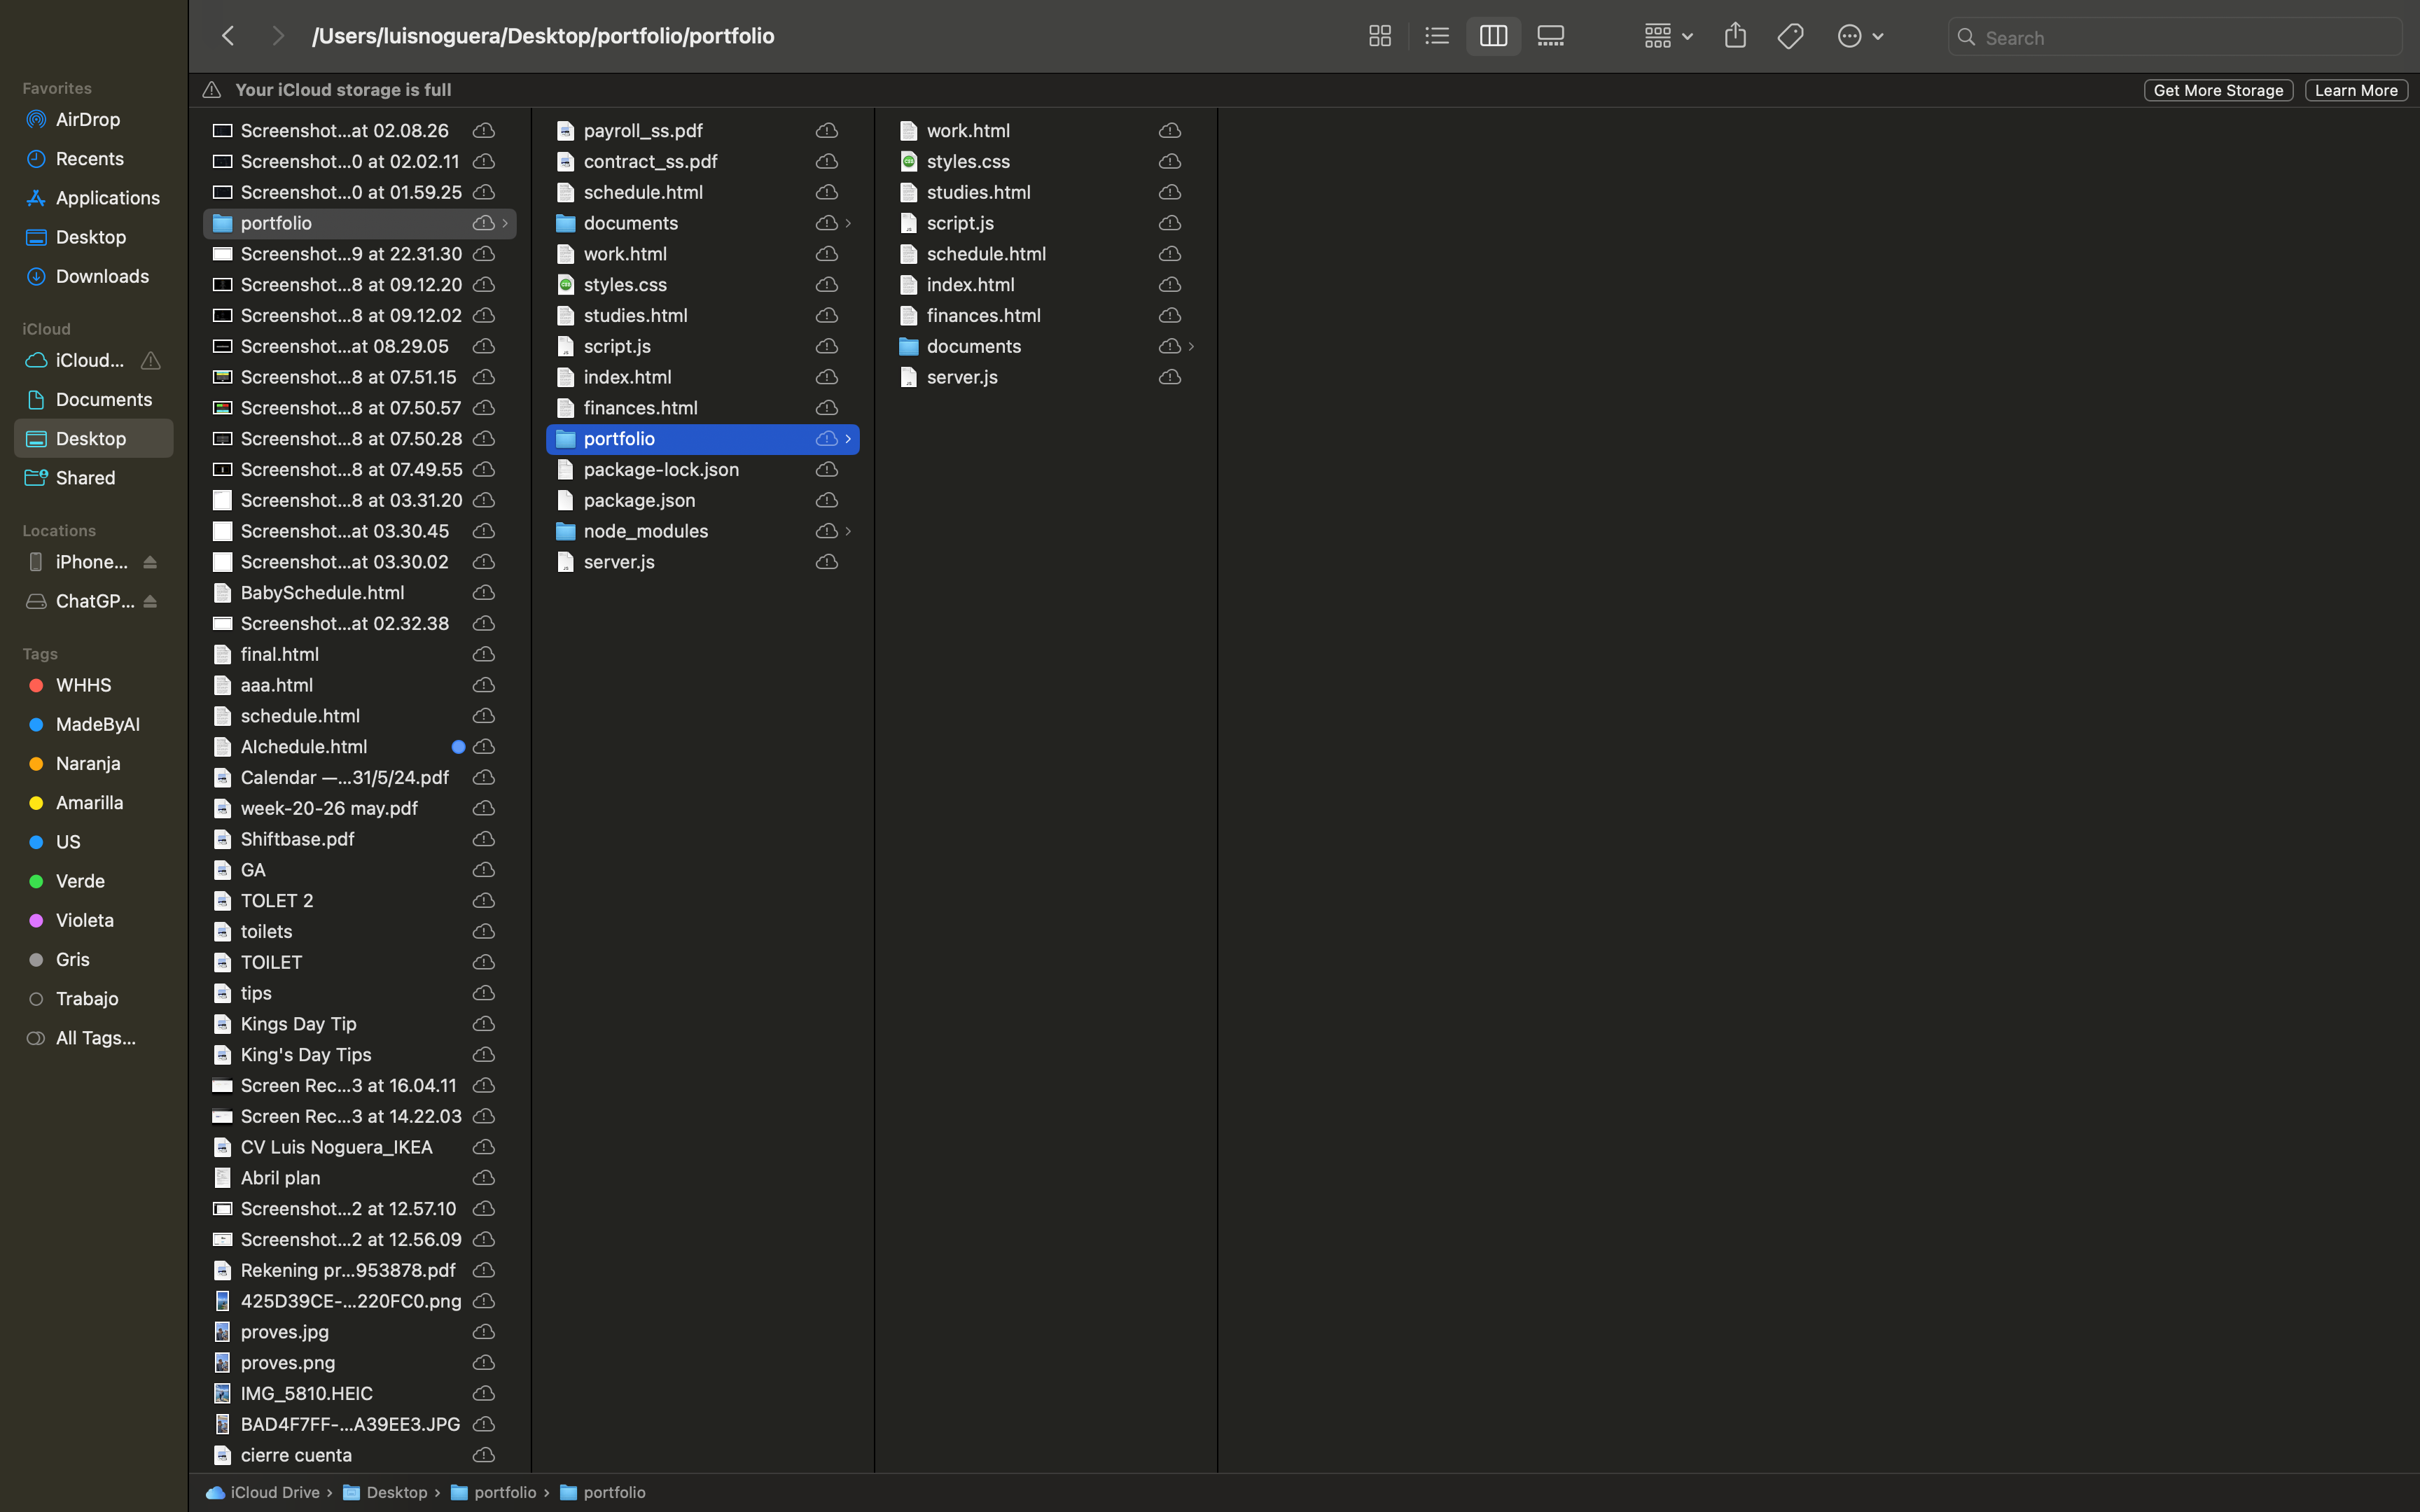 /Users/luisnoguera/Desktop/portfolio/portfolio
Search
Your iCloud storage is full
Get More Storage
Learn More
Favorites
AirDrop
Recents
Applications
Desktop
Downloads
iCloud
iCloud...
Documents
Desktop
Shared
Locations
iPhone...
ChatGP...
Tags
WHHS
MadeByAI
Naranja
Amarilla
US
Verde
Violeta
Gris
Trabajo
All Tags...
Screenshot...at 02.08.26
Screenshot...0 at 02.02.11
Screenshot...0 at 01.59.25
portfolio
Screenshot...9 at 22.31.30
Screenshot...8 at 09.12.20
Screenshot...8 at 09.12.02
Screenshot...at 08.29.05
Screenshot...8 at 07.51.15
Screenshot...8 at 07.50.57
Screenshot...8 at 07.50.28
Screenshot...8 at 07.49.55
Screenshot...8 at 03.31.20
Screenshot...at 03.30.45
Screenshot...at 03.30.02
BabySchedule.html
Screenshot...at 02.32.38
final.html
aaa.html
schedule.html
AIchedule.html
Calendar —...31/5/24.pdf
week-20-26 may.pdf
Shiftbase.pdf
GA
TOLET 2
toilets
TOILET
tips
Kings Day Tip
King's Day Tips
Screen Rec...3 at 16.04.11
Screen Rec...3 at 14.22.03
CV Luis Noguera_IKEA
Abril plan
Screenshot...2 at 12.57.10
Screenshot...2 at 12.56.09
Rekening pr...953878.pdf
425D39CE-...220FC0.png
proves.jpg
proves.png
IMG_5810.HEIC
BAD4F7FF-...A39EE3.JPG
cierre cuenta
payroll_ss.pdf
contract_ss.pdf
schedule.html
documents
work.html
styles.css
studies.html
script.js
index.html
finances.html
portfolio
package-lock.json
package.json
node_modules
server.js
work.html
styles.css
studies.html
script.js
schedule.html
index.html
finances.html
documents
server.js
iCloud Drive › Desktop › portfolio › portfolio